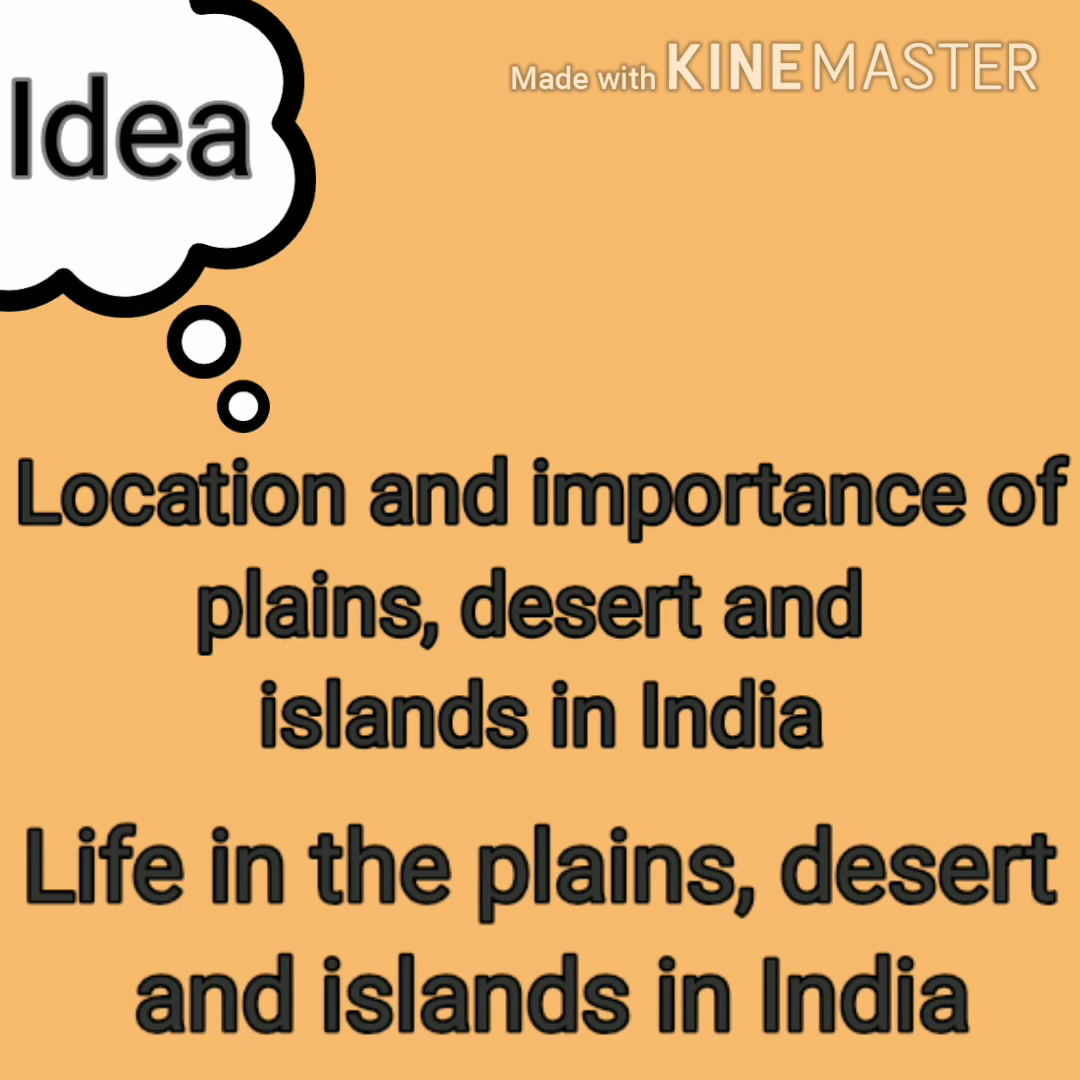 Idea
Made with KINEMASTER
Location and importance of
plains, desert and
islands in India
Life in the plains, desert
and islands in India